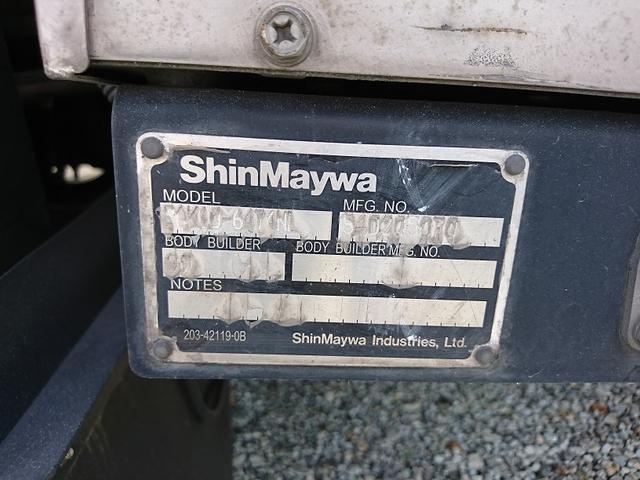 ShinMaywa
MODEL MFG. NO.
BODY BUILDER BODY BUILDER MFG. NO.
NOTES
203-42119-0B ShinMaywa Industries, Ltd.